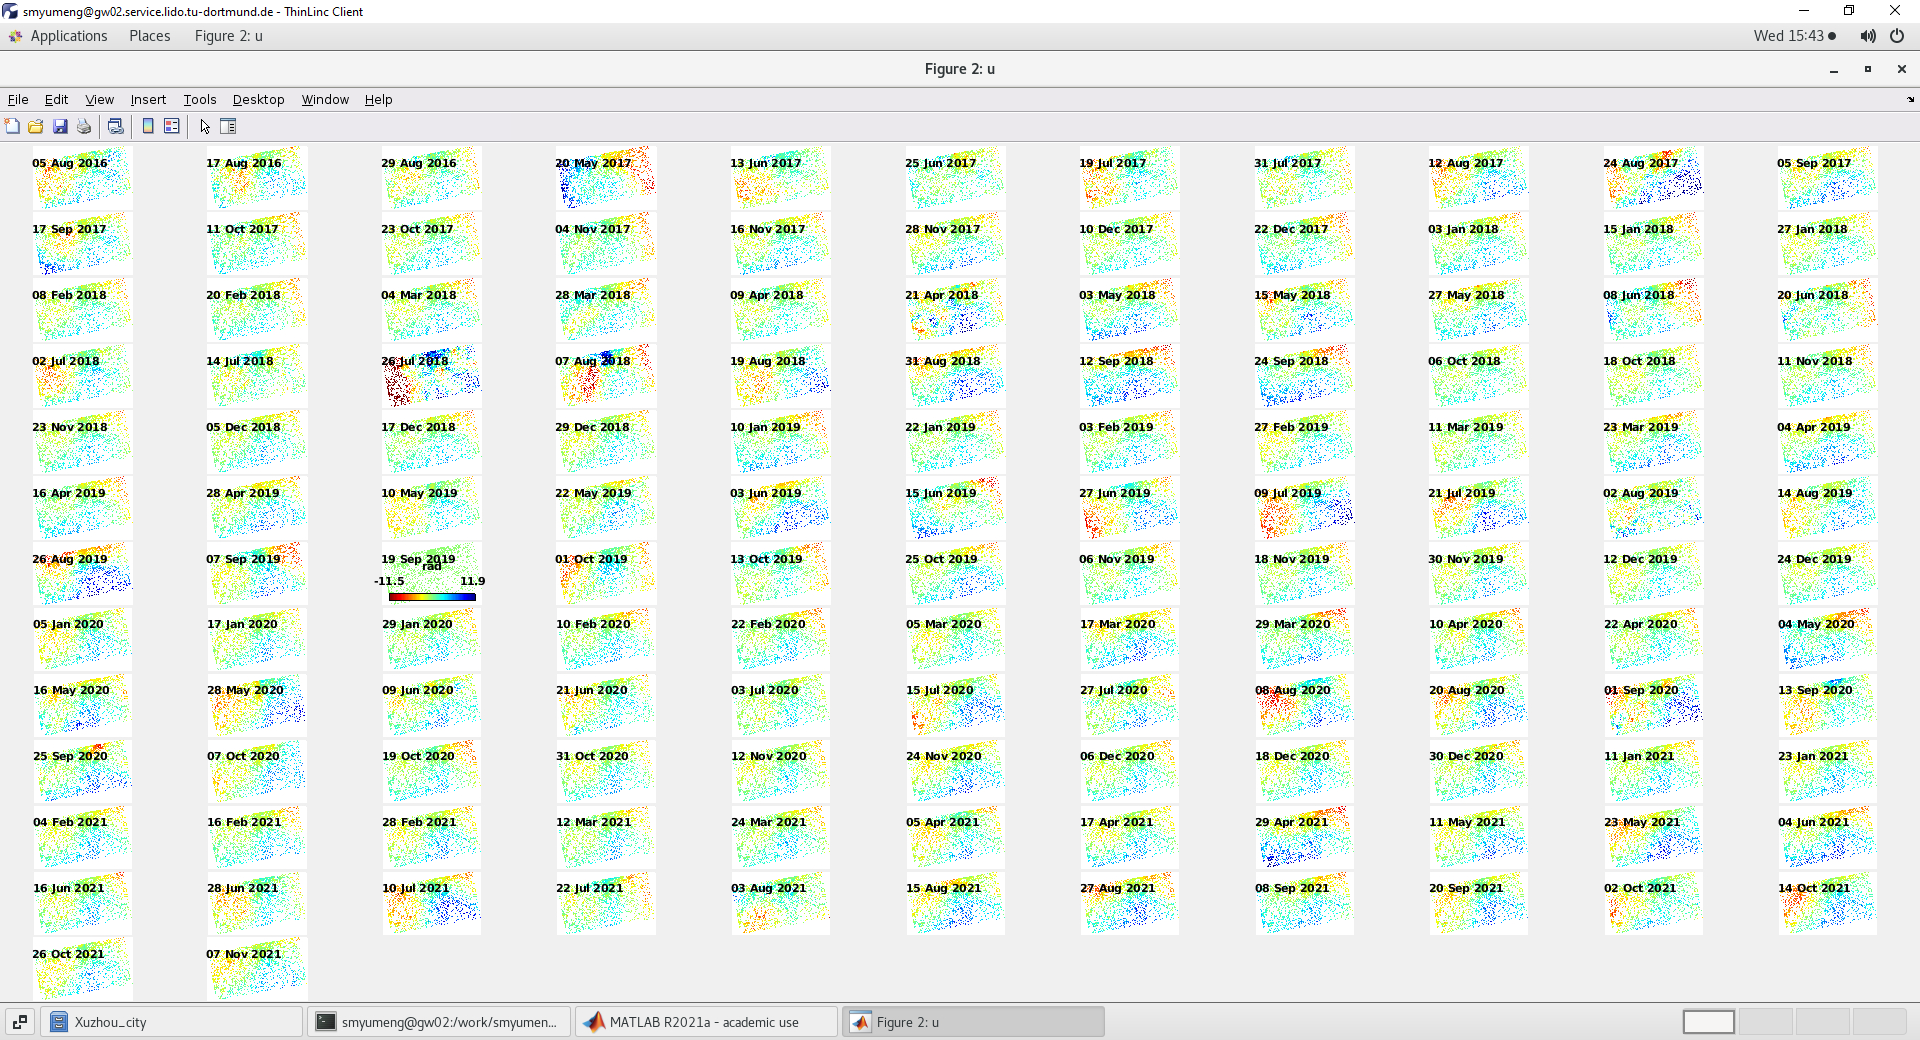 smyumeng@gw02.service.lido.tu-dortmund.de - ThinLinc Client
Applications Places Figure 2: u Wed 15:43
Figure 2: u
File Edit View Insert Tools Desktop Window Help
05 Aug 2016 17 Aug 2016 29 Aug 2016 20 May 2017 13 Jun 2017 25 Jun 2017 19 Jul 2017 31 Jul 2017 12 Aug 2017 24 Aug 2017 05 Sep 2017
17 Sep 2017 11 Oct 2017 23 Oct 2017 04 Nov 2017 16 Nov 2017 28 Nov 2017 10 Dec 2017 22 Dec 2017 03 Jan 2018 15 Jan 2018 27 Jan 2018
08 Feb 2018 20 Feb 2018 04 Mar 2018 28 Mar 2018 09 Apr 2018 21 Apr 2018 03 May 2018 15 May 2018 27 May 2018 08 Jun 2018 20 Jun 2018
02 Jul 2018 14 Jul 2018 26 Jul 2018 07 Aug 2018 19 Aug 2018 31 Aug 2018 12 Sep 2018 24 Sep 2018 06 Oct 2018 18 Oct 2018 11 Nov 2018
23 Nov 2018 05 Dec 2018 17 Dec 2018 29 Dec 2018 10 Jan 2019 22 Jan 2019 03 Feb 2019 27 Feb 2019 11 Mar 2019 23 Mar 2019 04 Apr 2019
16 Apr 2019 28 Apr 2019 10 May 2019 22 May 2019 03 Jun 2019 15 Jun 2019 27 Jun 2019 09 Jul 2019 21 Jul 2019 02 Aug 2019 14 Aug 2019
26 Aug 2019 07 Sep 2019 19 Sep 2019 01 Oct 2019 13 Oct 2019 25 Oct 2019 06 Nov 2019 18 Nov 2019 30 Nov 2019 12 Dec 2019 24 Dec 2019
rad
-11.5 11.9
05 Jan 2020 17 Jan 2020 29 Jan 2020 10 Feb 2020 22 Feb 2020 05 Mar 2020 17 Mar 2020 29 Mar 2020 10 Apr 2020 22 Apr 2020 04 May 2020
16 May 2020 28 May 2020 09 Jun 2020 21 Jun 2020 03 Jul 2020 15 Jul 2020 27 Jul 2020 08 Aug 2020 20 Aug 2020 01 Sep 2020 13 Sep 2020
25 Sep 2020 07 Oct 2020 19 Oct 2020 31 Oct 2020 12 Nov 2020 24 Nov 2020 06 Dec 2020 18 Dec 2020 30 Dec 2020 11 Jan 2021 23 Jan 2021
04 Feb 2021 16 Feb 2021 28 Feb 2021 12 Mar 2021 24 Mar 2021 05 Apr 2021 17 Apr 2021 29 Apr 2021 11 May 2021 23 May 2021 04 Jun 2021
16 Jun 2021 28 Jun 2021 10 Jul 2021 22 Jul 2021 03 Aug 2021 15 Aug 2021 27 Aug 2021 08 Sep 2021 20 Sep 2021 02 Oct 2021 14 Oct 2021
26 Oct 2021 07 Nov 2021
Xuzhou_city smyumeng@gw02:/work/smyumen... MATLAB R2021a - academic use Figure 2: u